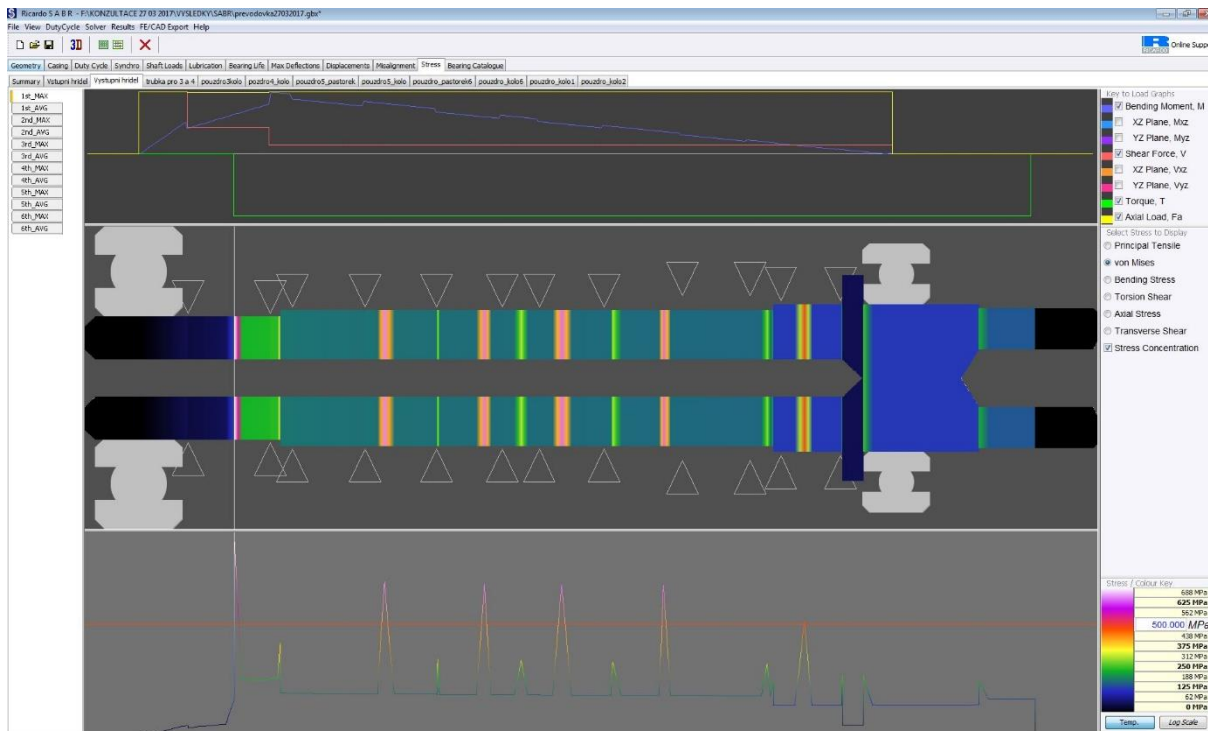 Ricardo S A B R - F:\KONZULTACE 27 03 2017\VYSLEDKY\SABR\prevodovka27032017.gbx*
File View DutyCycle Solver Results FE/CAD Export Help
3D
Online Suppo
Geometry Casing Duty Cycle Synchro Shaft Loads Lubrication Bearing Life Max Deflections Displacements Misalignment Stress Bearing Catalogue
Summary Vstupni hridel Vystupni hridel trubka pro 3 a 4 pouzdro3kolo pozdro4_kolo pouzdro5_pastorek pouzdro5_kolo pouzdro_pastorek6 pouzdro_kolo6 pouzdro_kolo1 pouzdro_kolo2
1st_MAX
1st_AVG
2nd_MAX
2nd_AVG
3rd_MAX
3rd_AVG
4th_MAX
4th_AVG
5th_MAX
5th_AVG
6th_MAX
6th_AVG
Key to Load Graphs
Bending Moment, M
XZ Plane, Mxz
YZ Plane, Myz
Shear Force, V
XZ Plane, Vxz
YZ Plane, Vyz
Torque, T
Axial Load, Fa
Select Stress to Display
Principal Tensile
von Mises
Bending Stress
Torsion Shear
Axial Stress
Transverse Shear
Stress Concentration
Stress / Colour Key
688 MPa
625 MPa
562 MPa
500.000 MPa
438 MPa
375 MPa
312 MPa
250 MPa
188 MPa
125 MPa
62 MPa
0 MPa
Temp. Log Scale